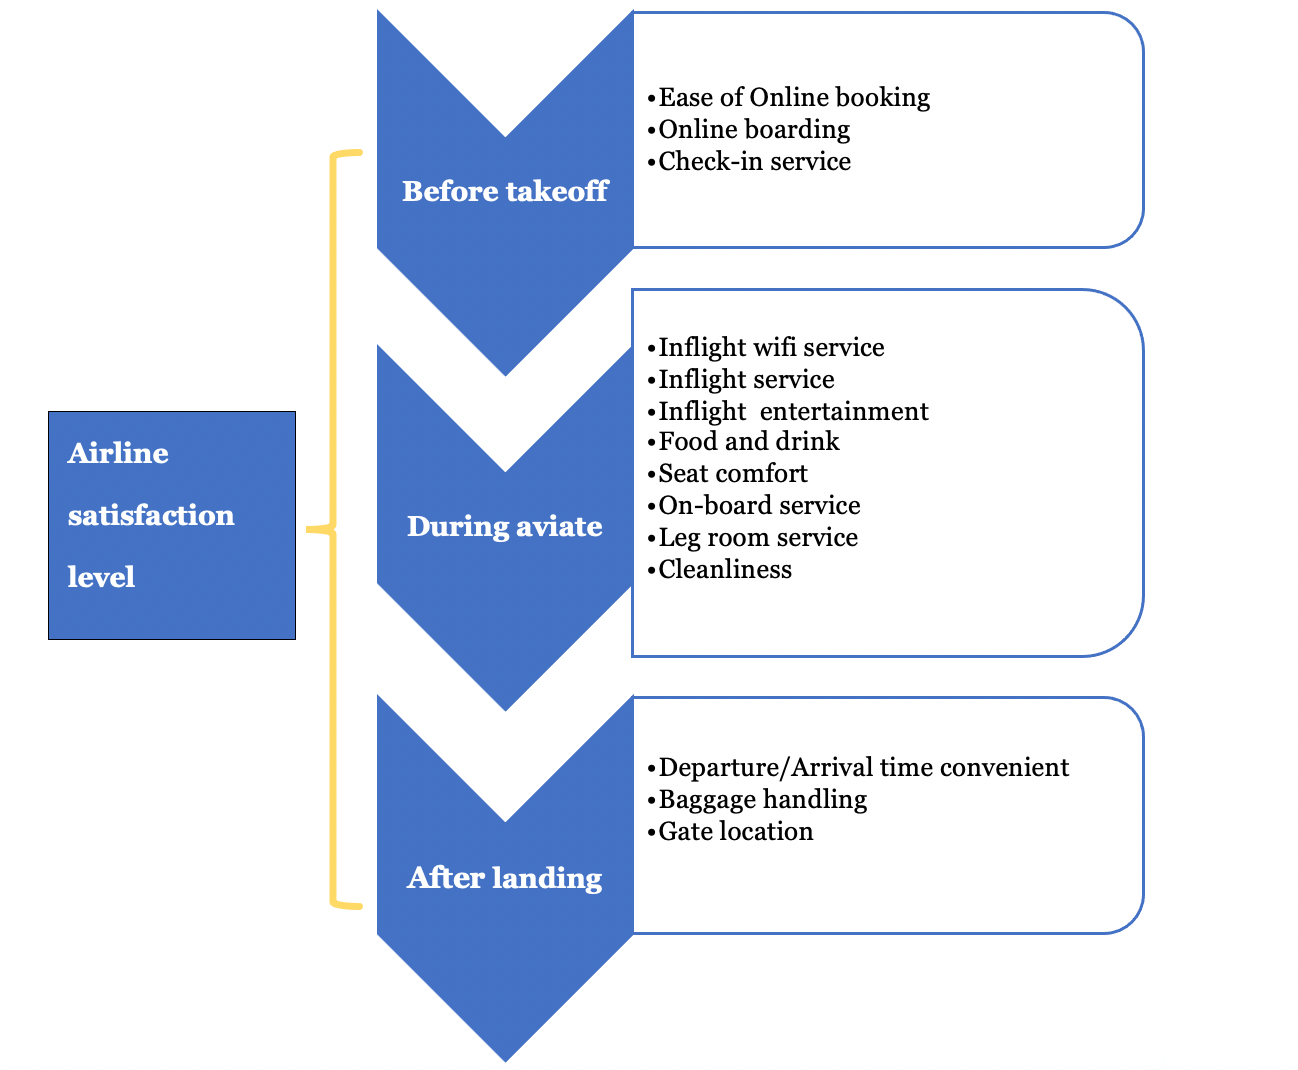 Airline
satisfaction
level
Before takeoff
•Ease of Online booking
•Online boarding
•Check-in service
During aviate
•Inflight wifi service
•Inflight service
•Inflight  entertainment
•Food and drink
•Seat comfort
•On-board service
•Leg room service
•Cleanliness
After landing
•Departure/Arrival time convenient
•Baggage handling
•Gate location